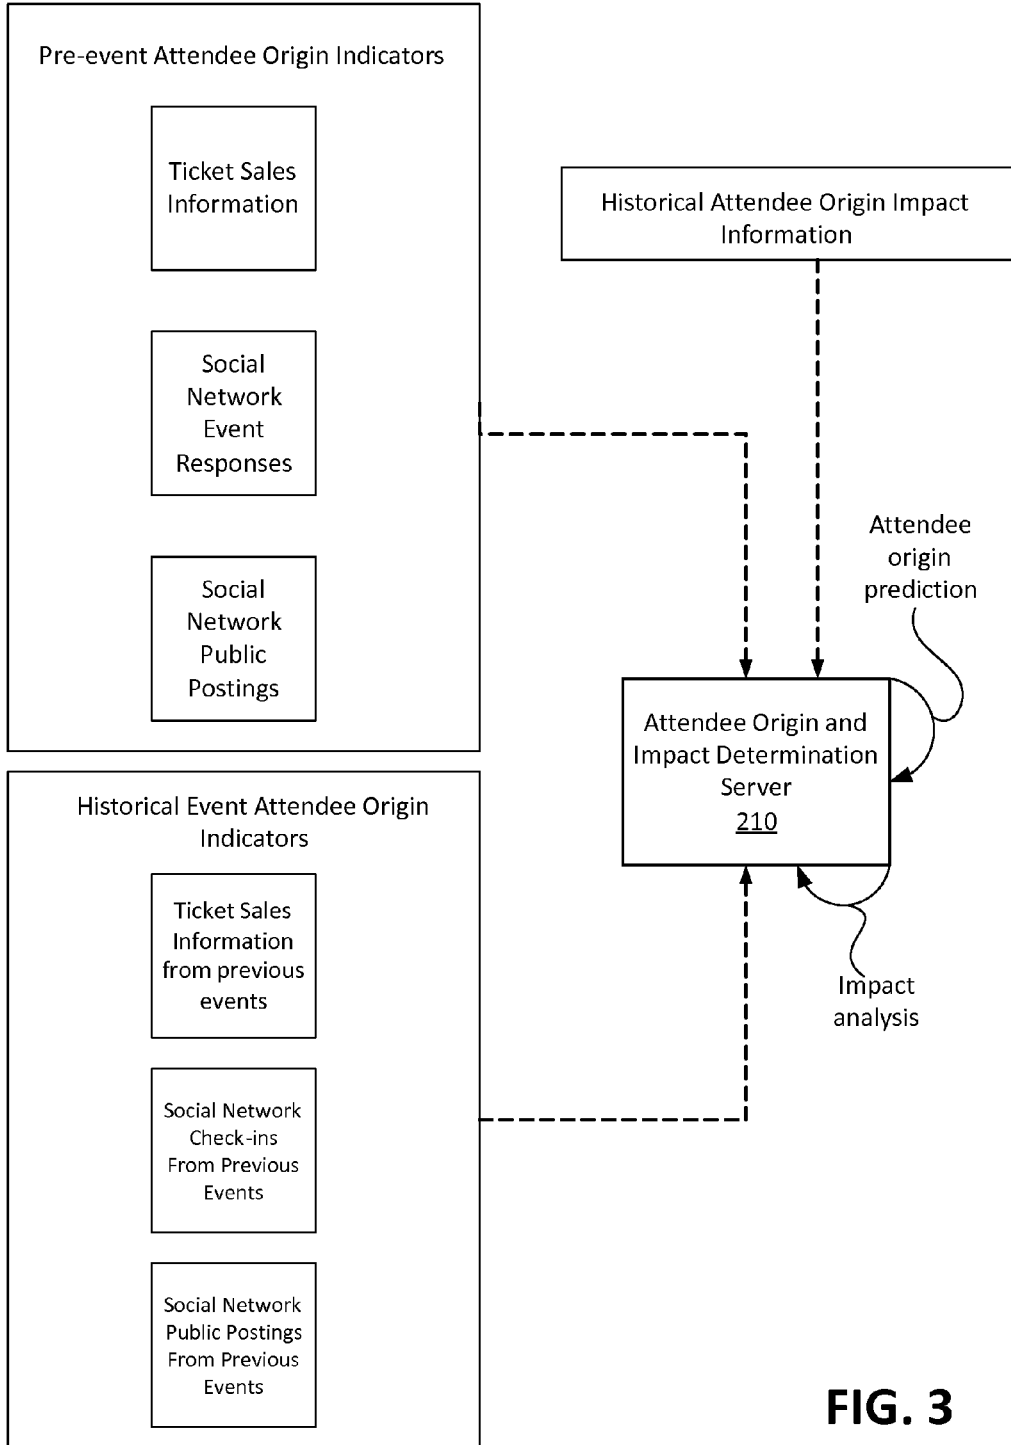 Pre-event Attendee Origin Indicators
Ticket Sales
Information
Social
Network
Event
Responses
Social
Network
Public
Postings
Historical Event Attendee Origin
Indicators
Ticket Sales
Information
from previous
events
Social Network
Check-ins
From Previous
Events
Social Network
Public Postings
From Previous
Events
Historical Attendee Origin Impact
Information
Attendee
origin
prediction
Attendee Origin and
Impact Determination
Server
210
Impact
analysis
FIG. 3